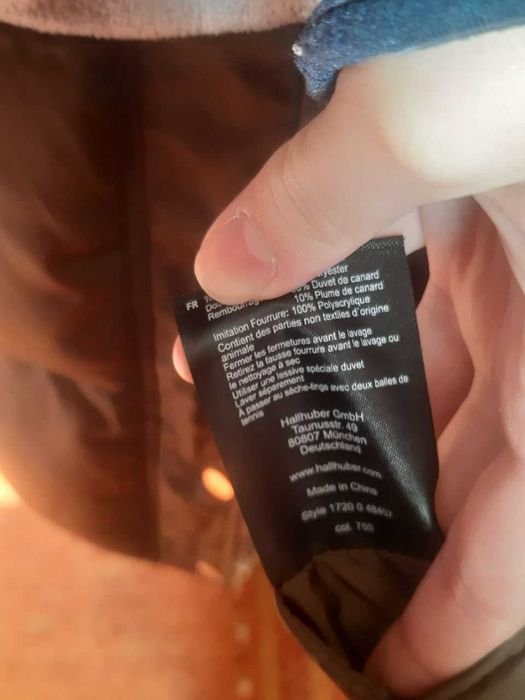 FR
Rembourrage
10% Plume de canard
Duvet de canard
Imitation Fourrure: 100% Polyacrylique
Contient des parties non textiles d'origine
animale
Fermer les fermetures avant le lavage
Retirez la fausse fourrure avant le lavage ou
le nettoyage à sec
Utiliser une lessive spéciale duvet
Laver séparément
A passer au sèche-linge avec deux balles de
tennis
Hallhuber GmbH
Taunusstr. 49
80807 München
Deutschland
www.hallhuber.com
Made in China
Style 1720 0
col. 750